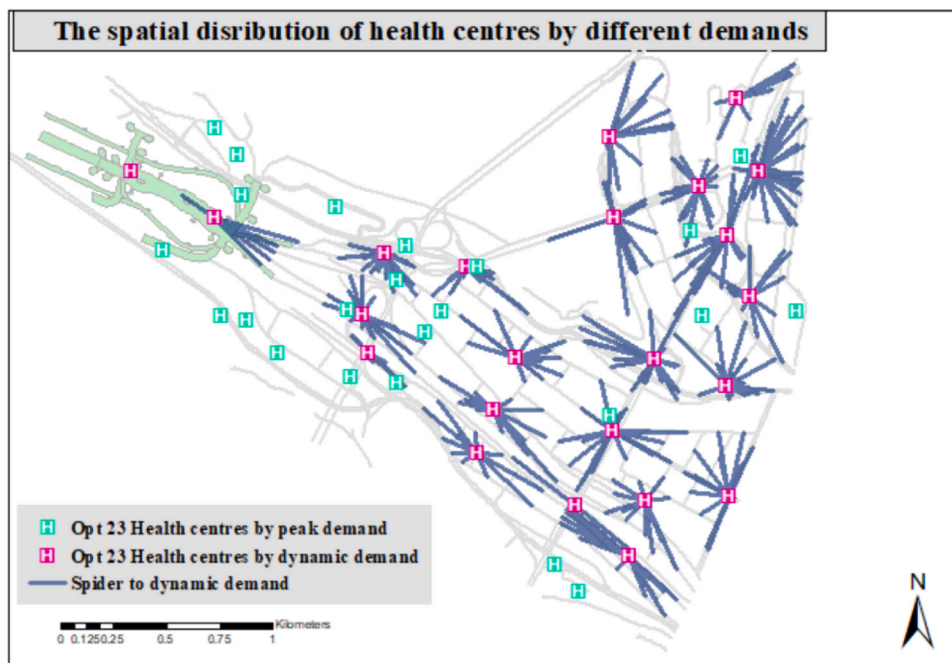 The spatial disribution of health centres by different demands
H Opt 23 Health centres by peak demand
H Opt 23 Health centres by dynamic demand
Spider to dynamic demand
Kilometers
0 0.1250.25 0.5 0.75 1
N